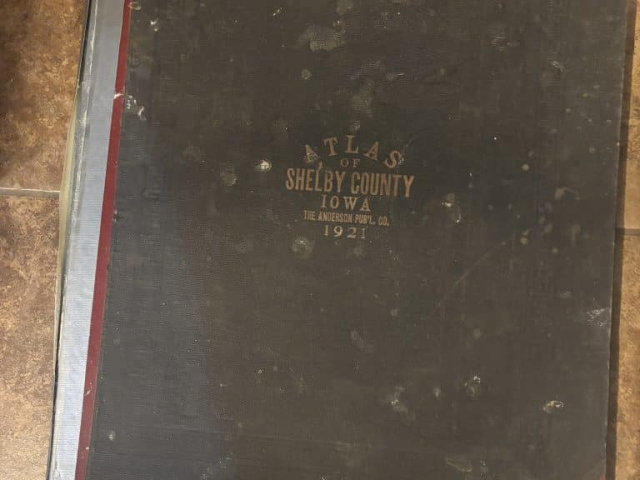 ATLAS
OF
SHELBY COUNTY
IOWA
THE ANDERSON PUB'L. CO.
1921